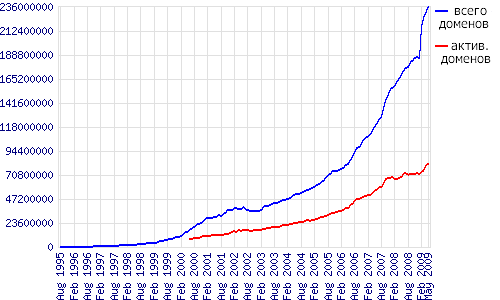 236000000
212400000
188800000
165200000
141600000
118000000
94400000
70800000
47200000
23600000
0
всего
доменов
актив.
доменов
Aug 1995
Feb 1996
Aug 1996
Feb 1997
Aug 1997
Feb 1998
Aug 1998
Feb 1999
Aug 1999
Feb 2000
Aug 2000
Feb 2001
Aug 2001
Feb 2002
Aug 2002
Feb 2003
Aug 2003
Feb 2004
Aug 2004
Feb 2005
Aug 2005
Feb 2006
Aug 2006
Feb 2007
Aug 2007
Feb 2008
Aug 2008
Feb 2009
May 2009